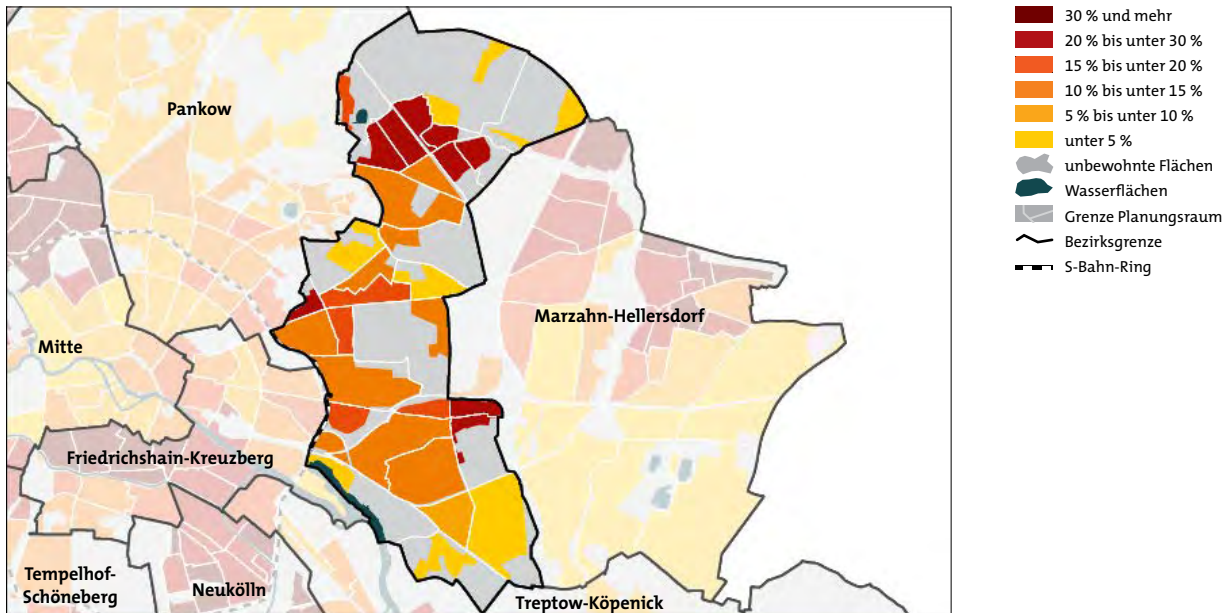 Pankow
Mitte
Friedrichshain-Kreuzberg
Tempelhof-
Schöneberg
Neukölln
Treptow-Köpenick
Marzahn-Hellersdorf
30 % und mehr
20 % bis unter 30 %
15 % bis unter 20 %
10 % bis unter 15 %
5 % bis unter 10 %
unter 5 %
unbewohnte Flächen
Wasserflächen
Grenze Planungsraum
Bezirksgrenze
S-Bahn-Ring